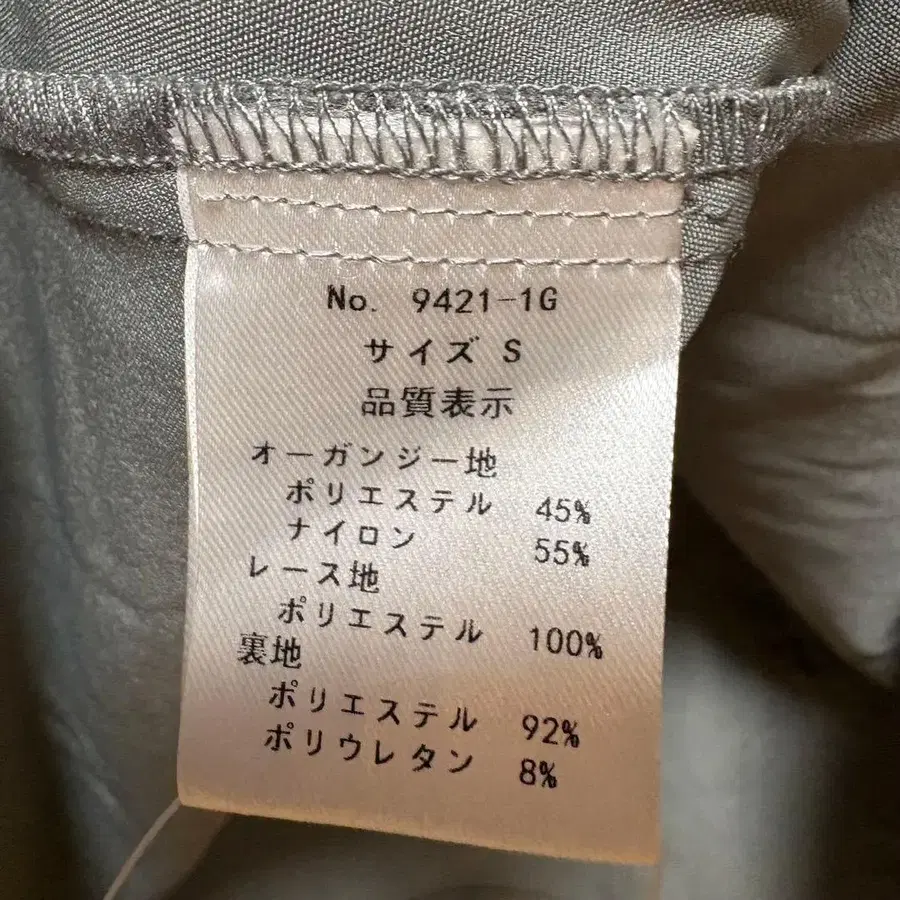 No. 9421-1G
サイズ S
品質表示
オーガンジー地
ポリエステル 45%
ナイロン 55%
レース地
ポリエステル 100%
裏地
ポリエステル 92%
ポリウレタン 8%